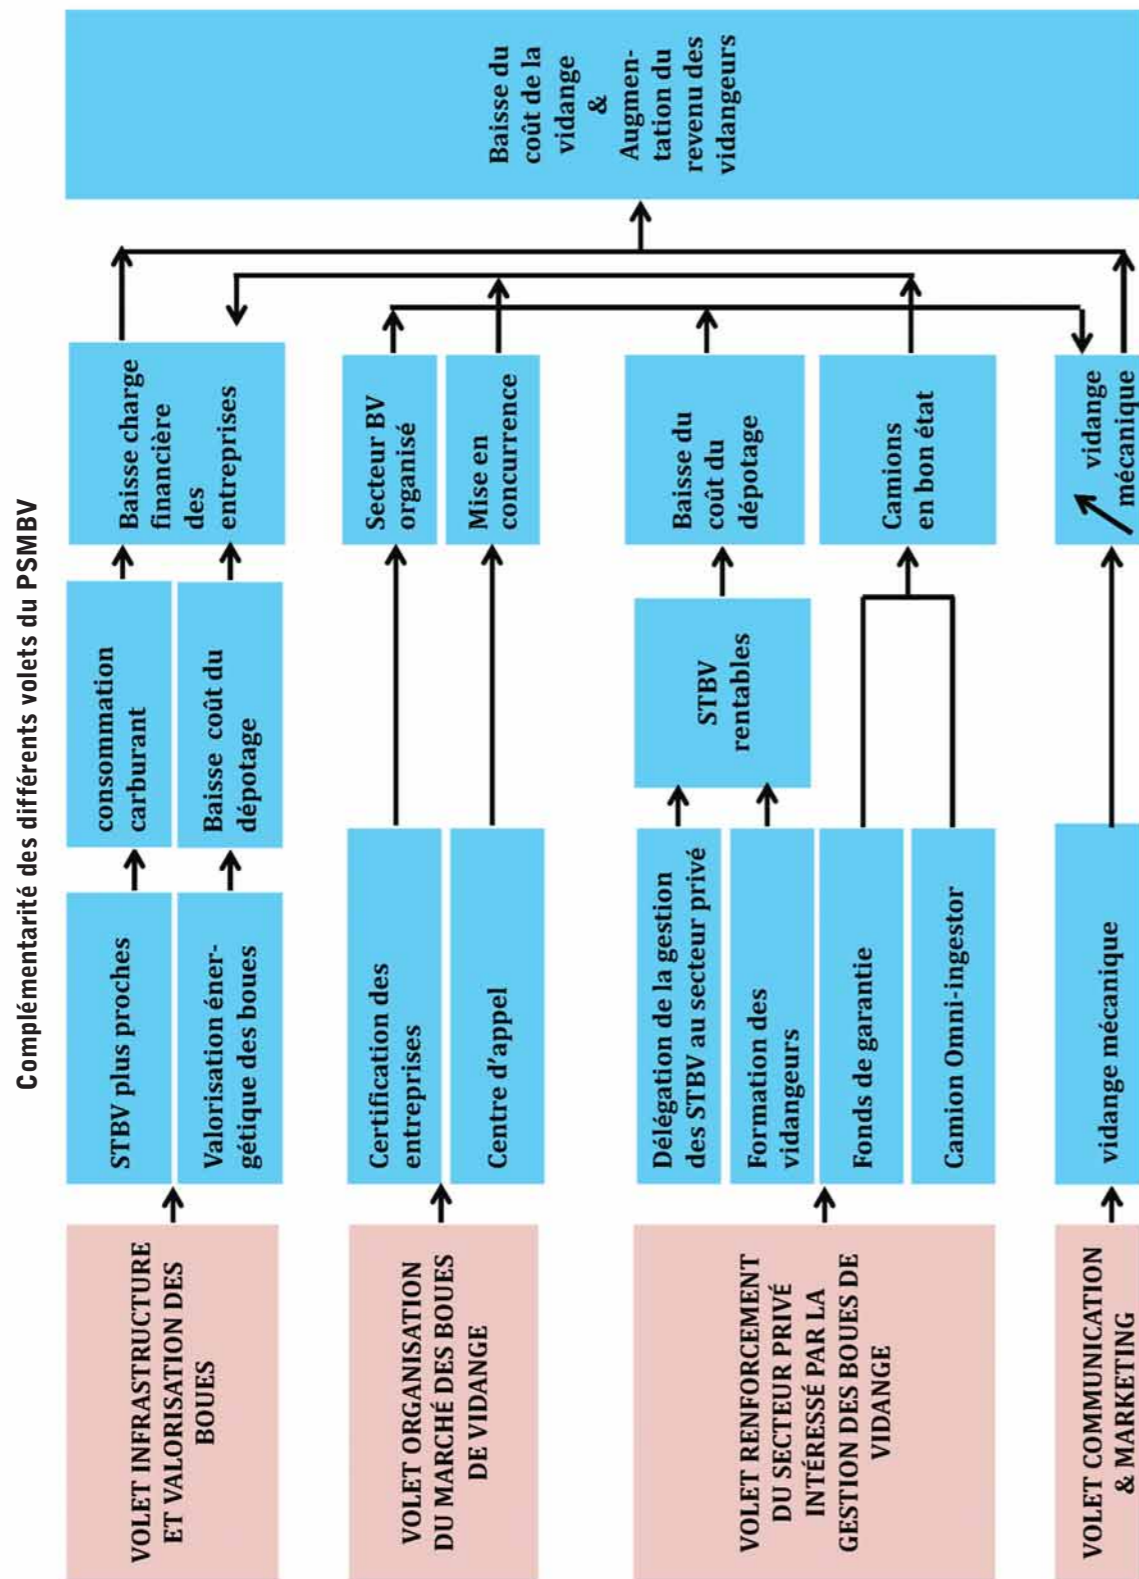 Complémentarité des différents volets du PSMBV
VOLET INFRASTRUCTURE
ET VALORISATION DES
BOUES
STBV plus proches
Valorisation éner-
gétique des boues
consommation
carburant
Baisse coût du
dépotage
Baisse charge
financière
des
entreprises
VOLET ORGANISATION
DU MARCHÉ DES BOUES
DE VIDANGE
Certification des
entreprises
Centre d'appel
Secteur BV
organisé
Mise en
concurrence
VOLET RENFORCEMENT
DU SECTEUR PRIVÉ
INTÉRESSÉ PAR LA
GESTION DES BOUES DE
VIDANGE
Délégation de la gestion
des STBV au secteur privé
Formation des
vidangeurs
Fonds de garantie
Camion Omni-ingestor
STBV
rentables
Baisse du
coût du
dépotage
Camions
en bon état
VOLET COMMUNICATION
& MARKETING
vidange mécanique
vidange
mécanique
Baisse du
coût de la
vidange
&
Augmen-
tation du
revenu des
vidangeurs